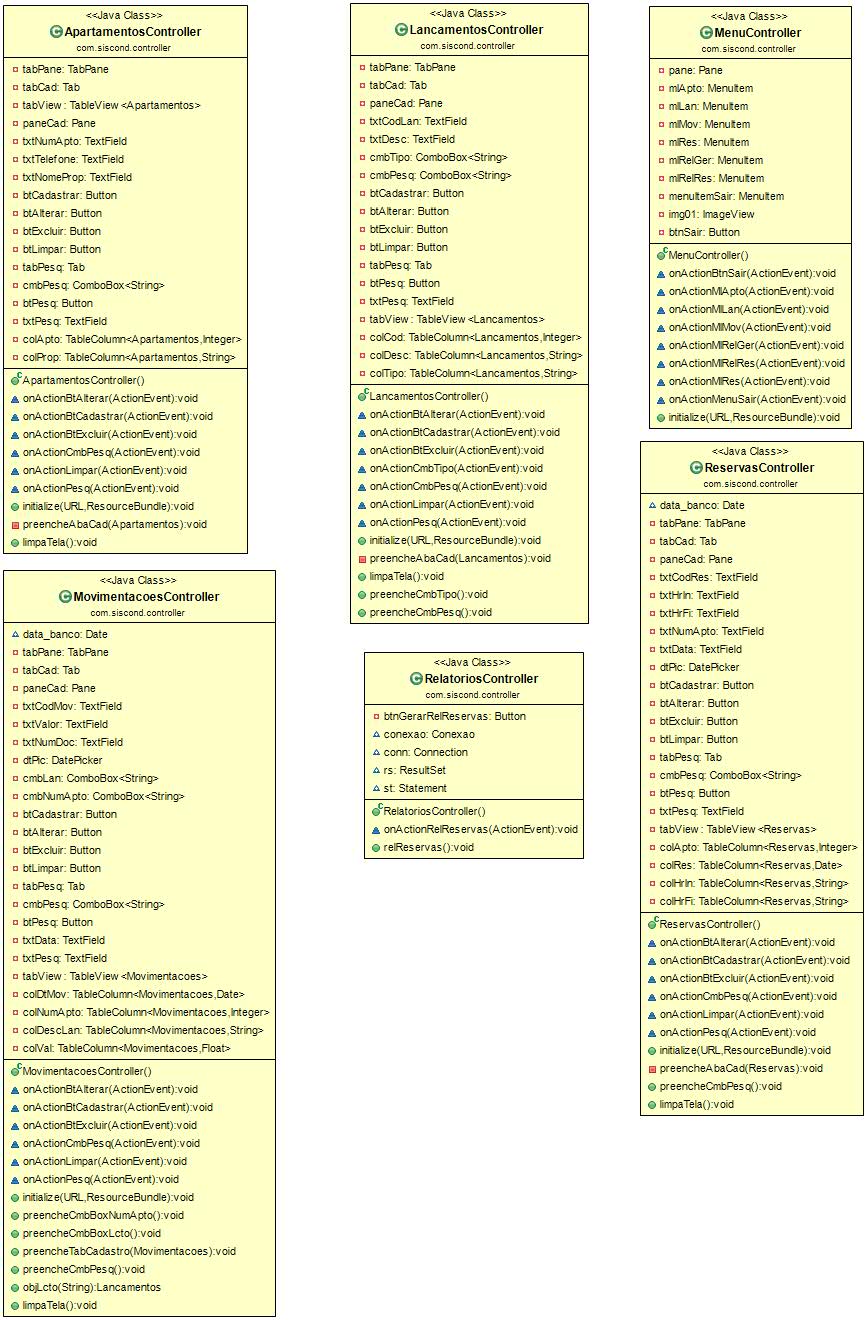 <<Java Class>>
ApartamentosController
com.siscond.controller
tabPane: TabPane
tabCad: Tab
tabView : TableView <Apartamentos>
paneCad: Pane
txtNumApto: TextField
txtTelefone: TextField
txtNomeProp: TextField
btCadastrar: Button
btAlterar: Button
btExcluir: Button
btLimpar: Button
tabPesq: Tab
cmbPesq: ComboBox<String>
btPesq: Button
txtPesq: TextField
colApto: TableColumn<Apartamentos,Integer>
colProp: TableColumn<Apartamentos,String>
ApartamentosController()
onActionBtAlterar(ActionEvent):void
onActionBtCadastrar(ActionEvent):void
onActionBtExcluir(ActionEvent):void
onActionCmbPesq(ActionEvent):void
onActionLimpar(ActionEvent):void
onActionPesq(ActionEvent):void
initialize(URL,ResourceBundle):void
preencheAbaCad(Apartamentos):void
limpaTela():void
<<Java Class>>
MovimentacoesController
com.siscond.controller
data_banco: Date
tabPane: TabPane
tabCad: Tab
paneCad: Pane
txtCodMov: TextField
txtValor: TextField
txtNumDoc: TextField
dtPic: DatePicker
cmbLan: ComboBox<String>
cmbNumApto: ComboBox<String>
btCadastrar: Button
btAlterar: Button
btExcluir: Button
btLimpar: Button
tabPesq: Tab
cmbPesq: ComboBox<String>
btPesq: Button
txtData: TextField
txtPesq: TextField
tabView : TableView <Movimentacoes>
colDtMov: TableColumn<Movimentacoes,Date>
colNumApto: TableColumn<Movimentacoes,Integer>
colDescLan: TableColumn<Movimentacoes,String>
colVal: TableColumn<Movimentacoes,Float>
MovimentacoesController()
onActionBtAlterar(ActionEvent):void
onActionBtCadastrar(ActionEvent):void
onActionBtExcluir(ActionEvent):void
onActionCmbPesq(ActionEvent):void
onActionLimpar(ActionEvent):void
onActionPesq(ActionEvent):void
initialize(URL,ResourceBundle):void
preencheCmbBoxNumApto():void
preencheCmbBoxLcto():void
preencheTabCadastro(Movimentacoes):void
preencheCmbPesq():void
objLcto(String):Lancamentos
limpaTela():void
<<Java Class>>
LancamentosController
com.siscond.controller
tabPane: TabPane
tabCad: Tab
paneCad: Pane
txtCodLan: TextField
txtDesc: TextField
cmbTipo: ComboBox<String>
cmbPesq: ComboBox<String>
btCadastrar: Button
btAlterar: Button
btExcluir: Button
btLimpar: Button
tabPesq: Tab
btPesq: Button
txtPesq: TextField
tabView : TableView <Lancamentos>
colCod: TableColumn<Lancamentos,Integer>
colDesc: TableColumn<Lancamentos,String>
colTipo: TableColumn<Lancamentos,String>
LancamentosController()
onActionBtAlterar(ActionEvent):void
onActionBtCadastrar(ActionEvent):void
onActionBtExcluir(ActionEvent):void
onActionCmbTipo(ActionEvent):void
onActionCmbPesq(ActionEvent):void
onActionLimpar(ActionEvent):void
onActionPesq(ActionEvent):void
initialize(URL,ResourceBundle):void
preencheAbaCad(Lancamentos):void
limpaTela():void
preencheCmbTipo():void
preencheCmbPesq():void
<<Java Class>>
RelatoriosController
com.siscond.controller
btnGerarRelReservas: Button
conexao: Conexao
conn: Connection
rs: ResultSet
st: Statement
RelatoriosController()
onActionRelReservas(ActionEvent):void
relReservas():void
<<Java Class>>
MenuController
com.siscond.controller
pane: Pane
mIApto: MenuItem
mILan: MenuItem
mIMov: MenuItem
mIRes: MenuItem
mIRelGer: MenuItem
mIRelRes: MenuItem
menuItemSair: MenuItem
img01: ImageView
btnSair: Button
MenuController()
onActionBtnSair(ActionEvent):void
onActionMIApto(ActionEvent):void
onActionMILan(ActionEvent):void
onActionMIMov(ActionEvent):void
onActionMIRelGer(ActionEvent):void
onActionMIRelRes(ActionEvent):void
onActionMIRes(ActionEvent):void
onActionMenuSair(ActionEvent):void
initialize(URL,ResourceBundle):void
<<Java Class>>
ReservasController
com.siscond.controller
data_banco: Date
tabPane: TabPane
tabCad: Tab
paneCad: Pane
txtCodRes: TextField
txtHrIn: TextField
txtHrFi: TextField
txtNumApto: TextField
txtData: TextField
dtPic: DatePicker
btCadastrar: Button
btAlterar: Button
btExcluir: Button
btLimpar: Button
tabPesq: Tab
cmbPesq: ComboBox<String>
btPesq: Button
txtPesq: TextField
tabView : TableView <Reservas>
colApto: TableColumn<Reservas,Integer>
colRes: TableColumn<Reservas,Date>
colHrIn: TableColumn<Reservas,String>
colHrFi: TableColumn<Reservas,String>
ReservasController()
onActionBtAlterar(ActionEvent):void
onActionBtCadastrar(ActionEvent):void
onActionBtExcluir(ActionEvent):void
onActionCmbPesq(ActionEvent):void
onActionLimpar(ActionEvent):void
onActionPesq(ActionEvent):void
initialize(URL,ResourceBundle):void
preencheAbaCad(Reservas):void
preencheCmbPesq():void
limpaTela():void